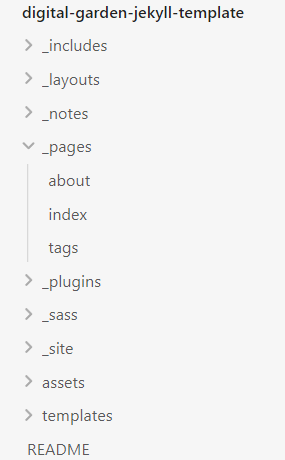 digital-garden-jekyll-template
_includes
_layouts
_notes
_pages
about
index
tags
_plugins
_sass
_site
assets
templates
README